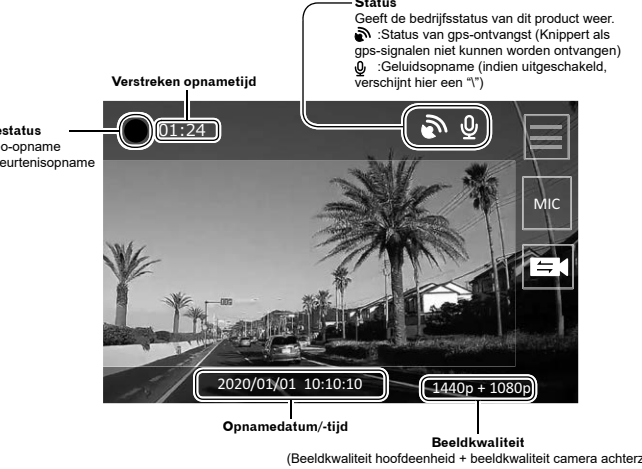 Status
Geeft de bedrijfsstatus van dit product weer.
:Status van gps-ontvangst (Knippert als
gps-signalen niet kunnen worden ontvangen)
:Geluidsopname (indien uitgeschakeld,
verschijnt hier een "\")
Verstreken opnametijd
01:24
estatus
o-opname
eurtenisopname
MIC
2020/01/01 10:10:10
1440p + 1080p
Opnamedatum/-tijd
Beeldkwaliteit
(Beeldkwaliteit hoofdeenheid + beeldkwaliteit camera achterz